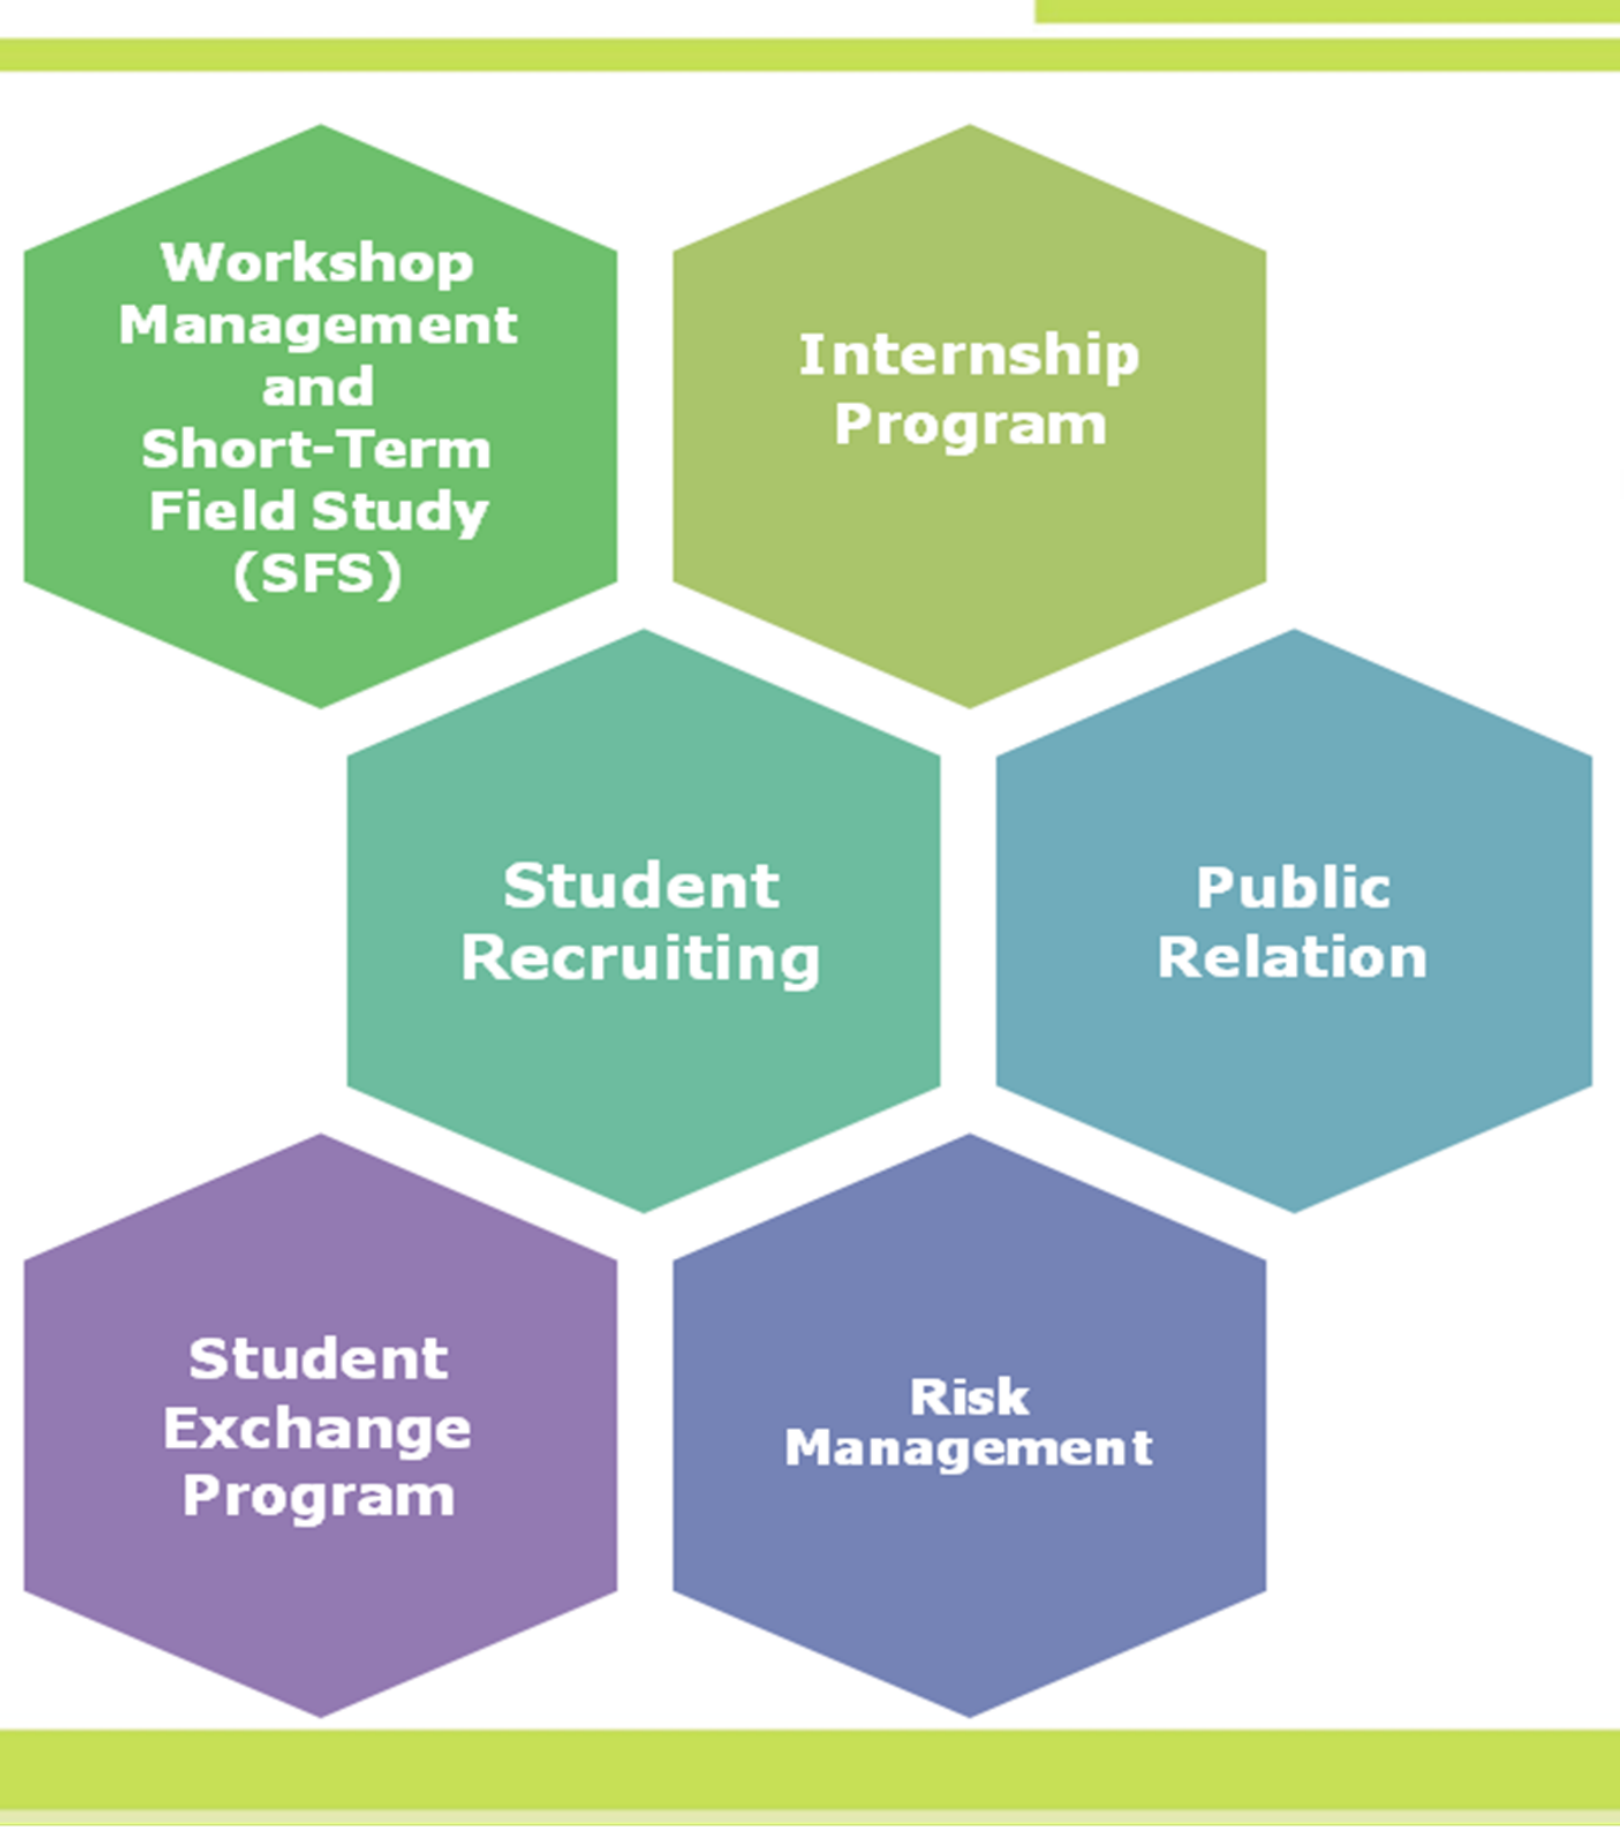 Workshop
Management
and
Short-Term
Field Study
(SFS)
Internship
Program
Student
Recruiting
Public
Relation
Student
Exchange
Program
Risk
Management